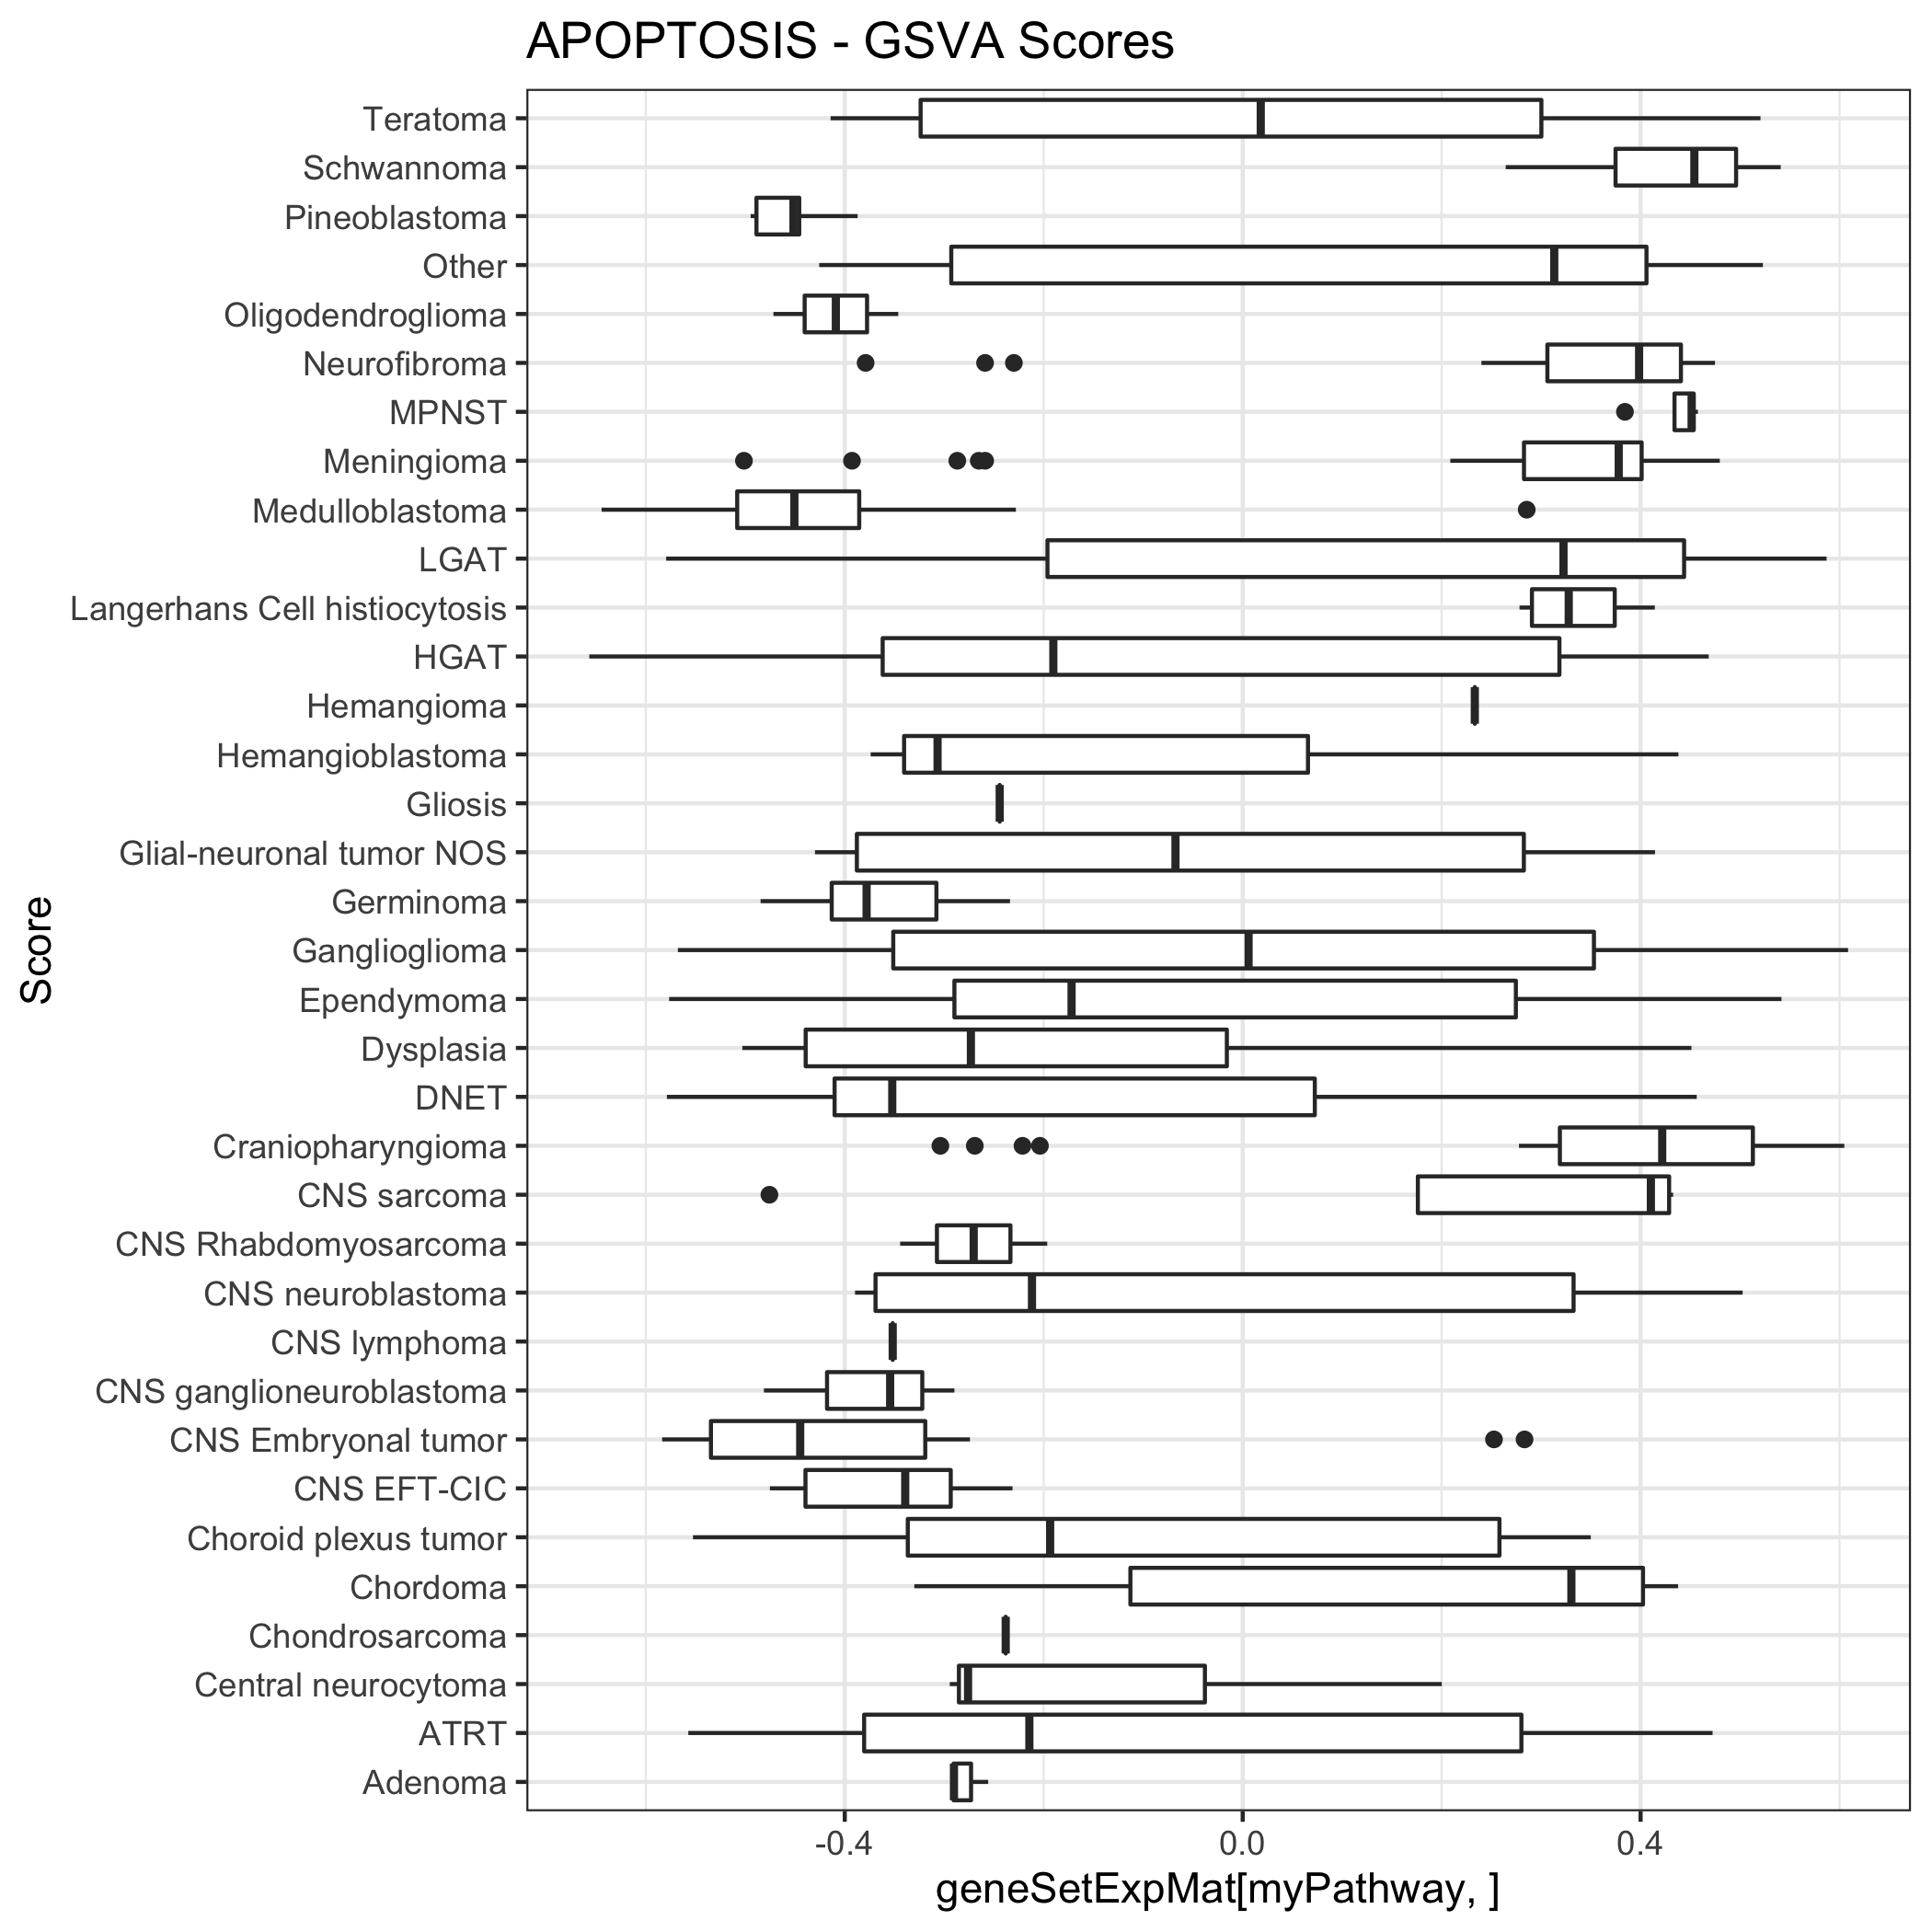 APOPTOSIS - GSVA Scores
Teratoma
Schwannoma
Pineoblastoma
Other
Oligodendroglioma
Neurofibroma
MPNST
Meningioma
Medulloblastoma
LGAT
Langerhans Cell histiocytosis
HGAT
Hemangioma
Hemangioblastoma
Gliosis
Glial-neuronal tumor NOS
Germinoma
Ganglioglioma
Ependymoma
Dysplasia
DNET
Craniopharyngioma
CNS sarcoma
CNS Rhabdomyosarcoma
CNS neuroblastoma
CNS lymphoma
CNS ganglioneuroblastoma
CNS Embryonal tumor
CNS EFT-CIC
Choroid plexus tumor
Chordoma
Chondrosarcoma
Central neurocytoma
ATRT
Adenoma
Score
-0.4 0.0 0.4
geneSetExpMat[myPathway, ]